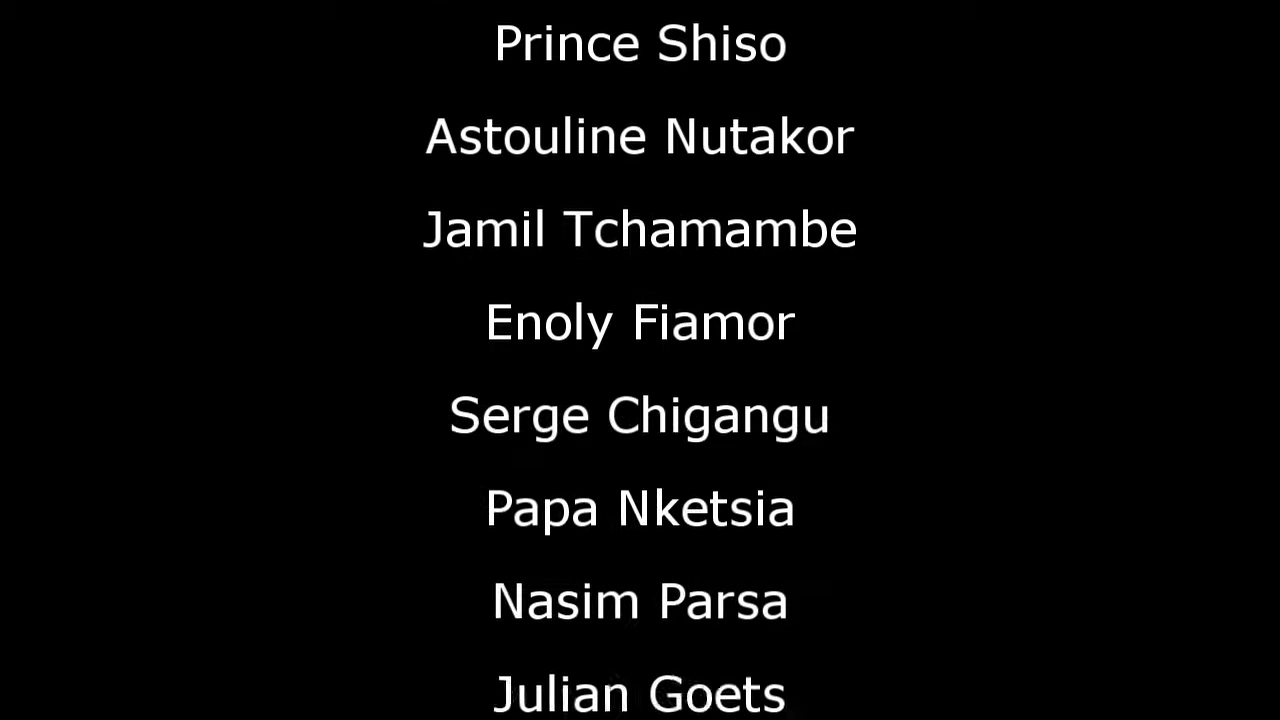 Prince Shiso
Astouline Nutakor
Jamil Tchamambe
Enoly Fiamor
Serge Chigangu
Papa Nketsia
Nasim Parsa
Julian Goets